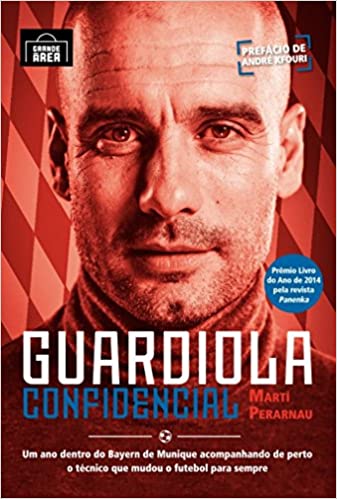 GRANDE
ÁREA
PREFÁCIO DE
ANDRÉ KFOURI
Prêmio Livro
do Ano de 2014
pela revista
Panenka
GUARDIOLA
CONFIDENCIAL
MARTÍ
PERARNAU
Um ano dentro do Bayern de Munique acompanhando de perto
o técnico que mudou o futebol para sempre